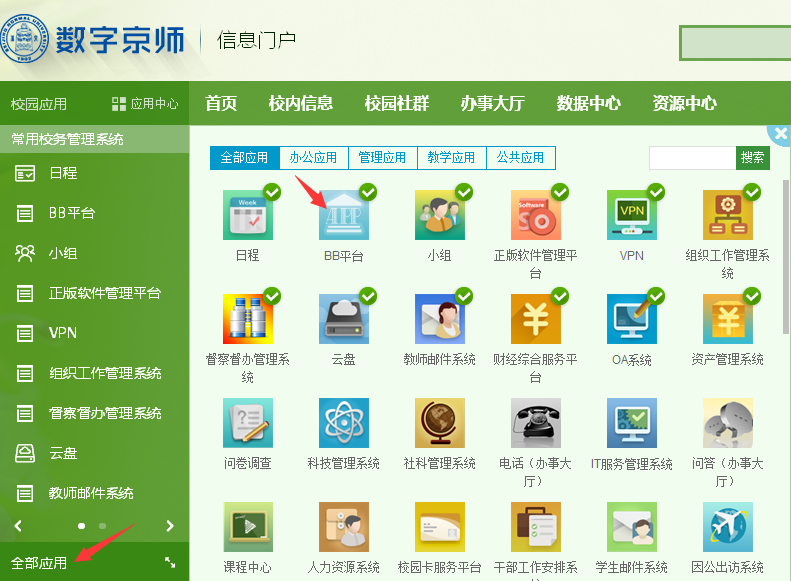 数字京师 信息门户
校园应用 应用中心 首页 校内信息 校园社群 办事大厅 数据中心 资源中心
常用校务管理系统
日程
BB平台
小组
正版软件管理平台
VPN
组织工作管理系统
督察督办管理系统
云盘
教师邮件系统
全部应用
全部应用 办公应用 管理应用 教学应用 公共应用 搜索
Week
APP
Software
VPN
日程 BB平台 小组 正版软件管理平 VPN 组织工作管理系
台 统
督察督办管理系 云盘 教师邮件系统 财经综合服务平 OA系统 资产管理系统
统 台
问卷调查 科技管理系统 社科管理系统 电话（办事大 IT服务管理系统 问答（办事大
厅） 厅）
课程中心 人力资源系统 校园卡服务平台 干部工作安排系 学生邮件系统 因公出访系统